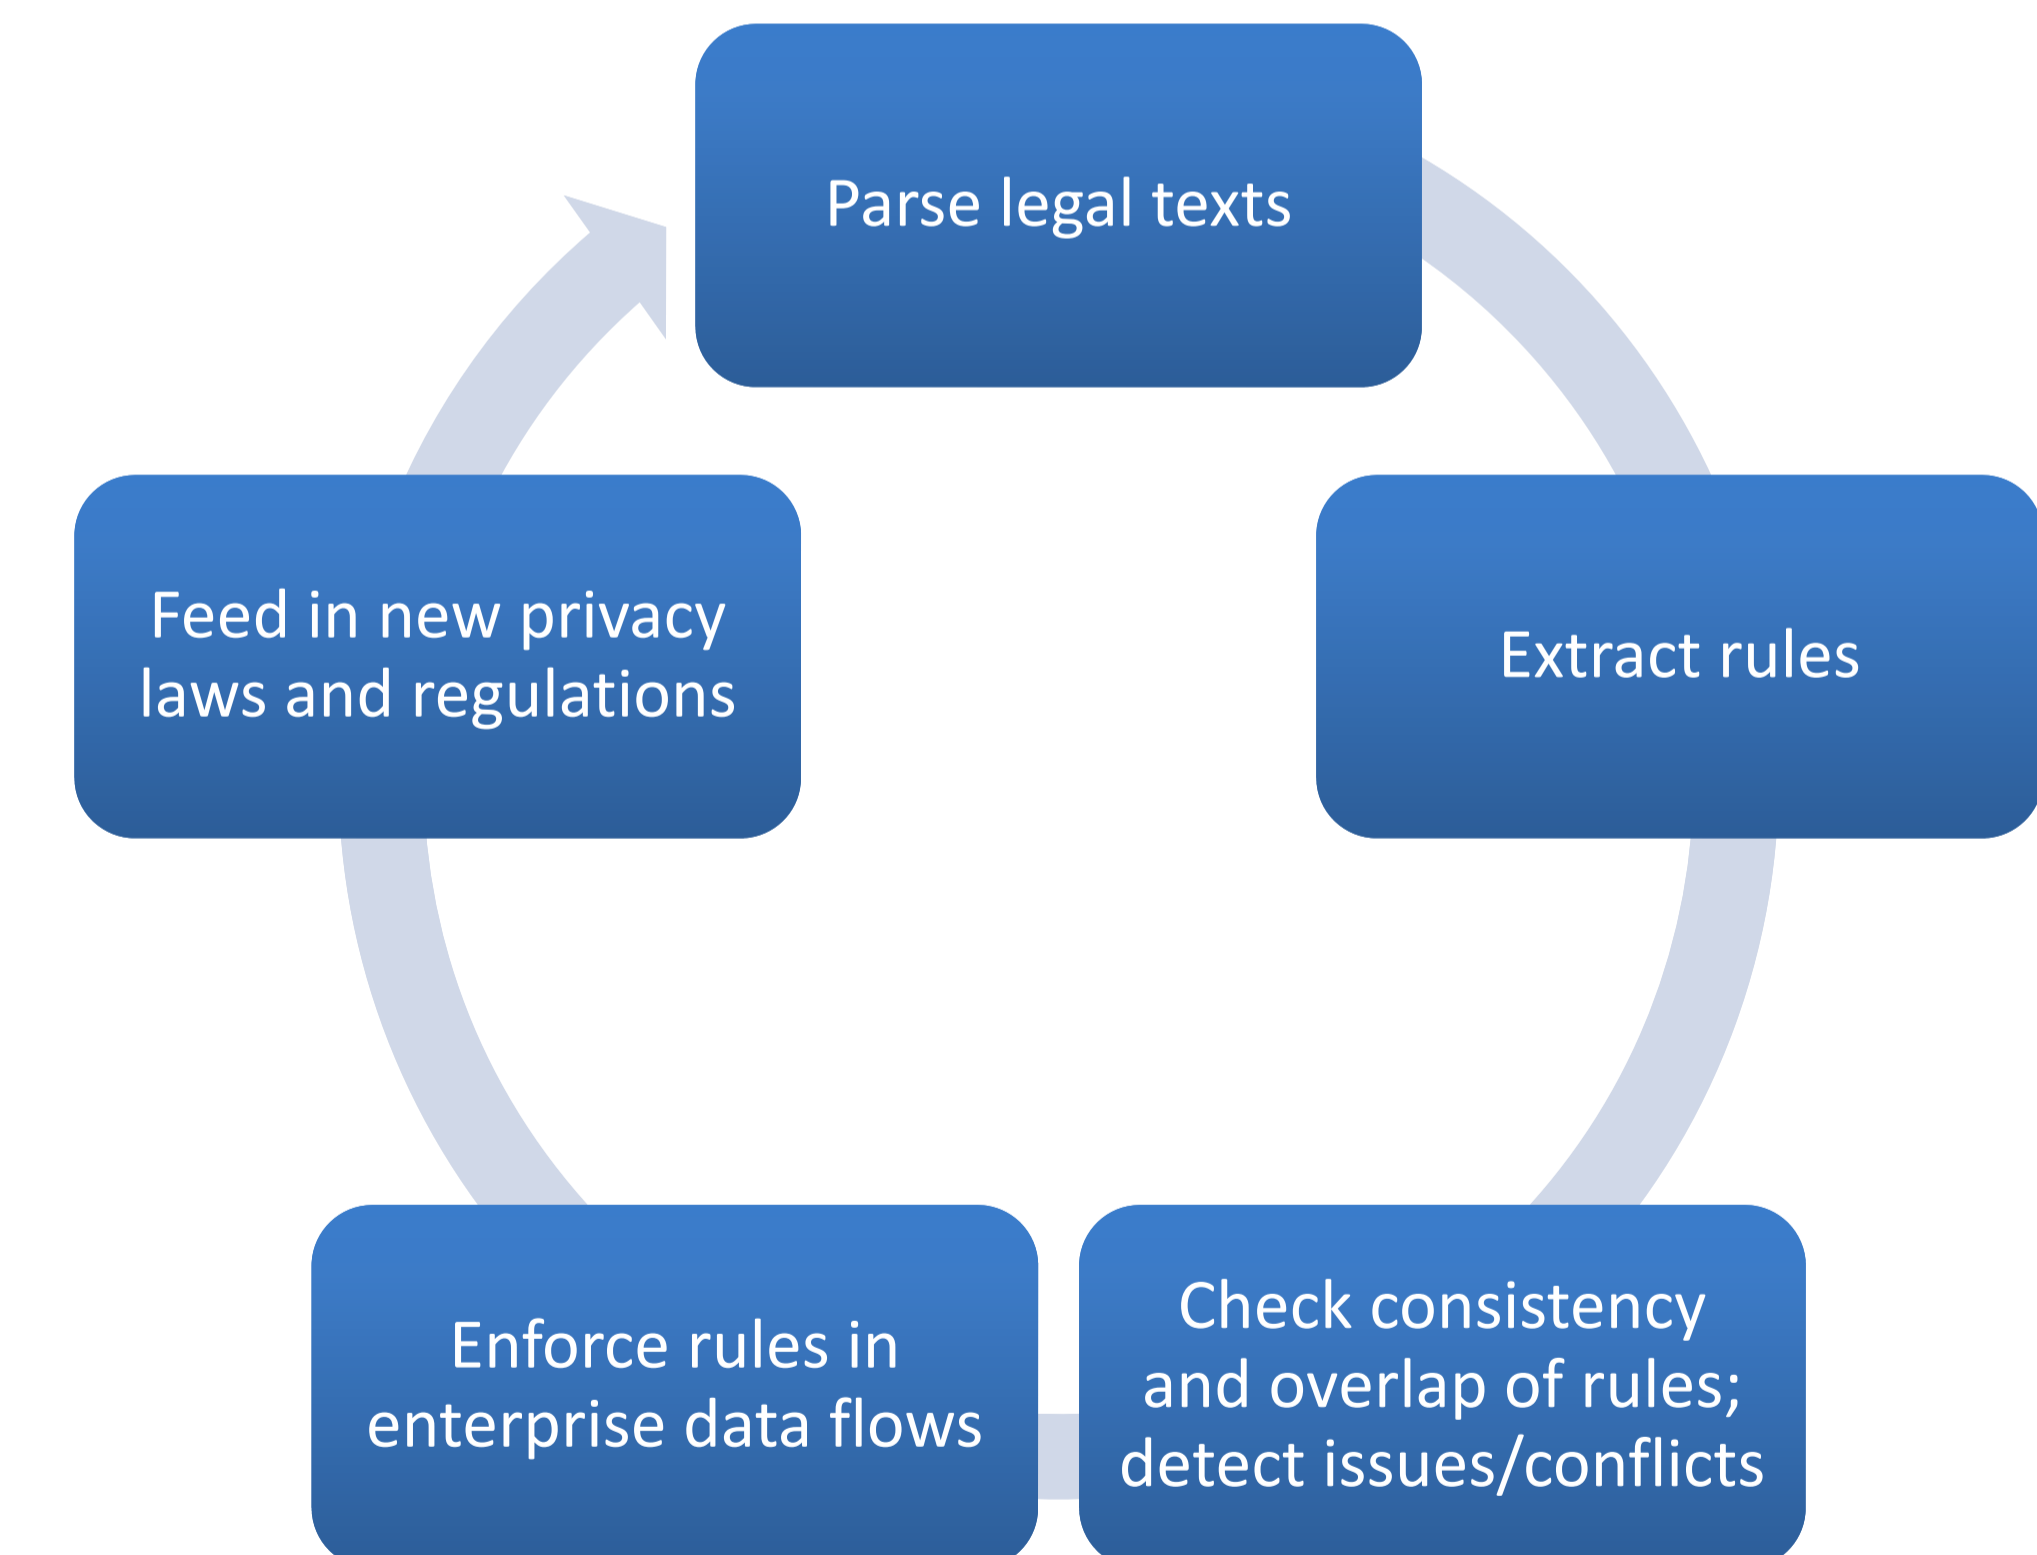 Parse legal texts
Extract rules
Check consistency
and overlap of rules;
detect issues/conflicts
Enforce rules in
enterprise data flows
Feed in new privacy
laws and regulations